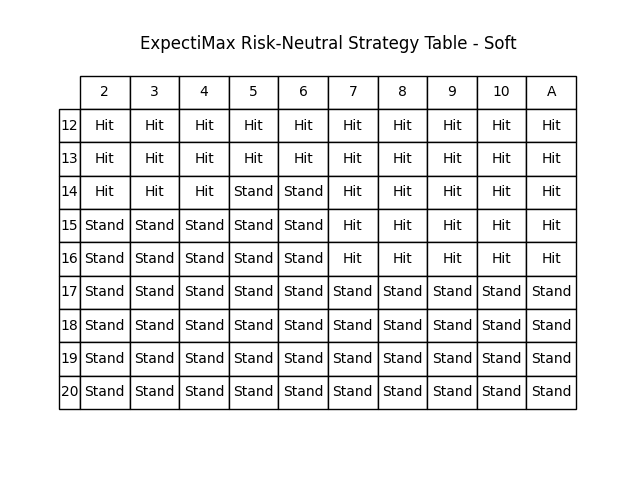 ExpectiMax Risk-Neutral Strategy Table - Soft
2 3 4 5 6 7 8 9 10 A
12 Hit Hit Hit Hit Hit Hit Hit Hit Hit Hit
13 Hit Hit Hit Hit Hit Hit Hit Hit Hit Hit
14 Hit Hit Hit Stand Stand Hit Hit Hit Hit Hit
15 Stand Stand Stand Stand Stand Hit Hit Hit Hit Hit
16 Stand Stand Stand Stand Stand Hit Hit Hit Hit Hit
17 Stand Stand Stand Stand Stand Stand Stand Stand Stand Stand
18 Stand Stand Stand Stand Stand Stand Stand Stand Stand Stand
19 Stand Stand Stand Stand Stand Stand Stand Stand Stand Stand
20 Stand Stand Stand Stand Stand Stand Stand Stand Stand Stand